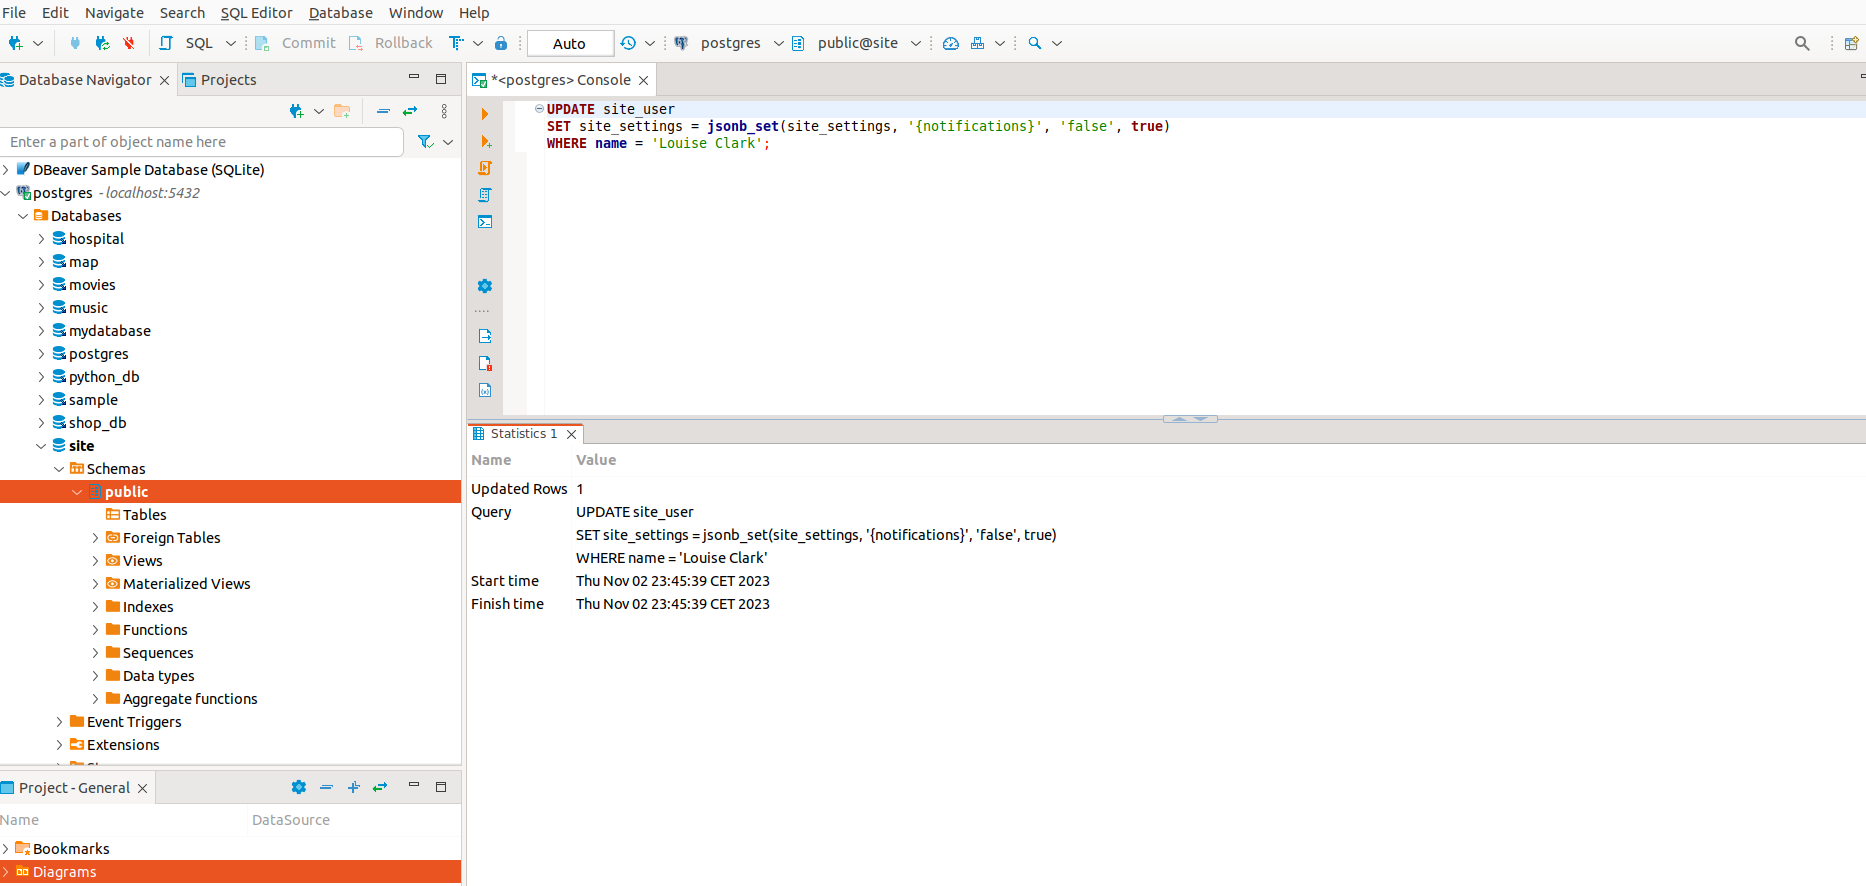 File Edit Navigate Search SQL Editor Database Window Help
SQL Commit Rollback Auto postgres public@site
Database Navigator Projects
Enter a part of object name here
DBeaver Sample Database (SQLite)
postgres - localhost:5432
Databases
hospital
map
movies
music
mydatabase
postgres
python_db
sample
shop_db
site
Schemas
public
Tables
Foreign Tables
Views
Materialized Views
Indexes
Functions
Sequences
Data types
Aggregate functions
Event Triggers
Extensions
Project - General
Name DataSource
Bookmarks
Diagrams
*<postgres> Console
UPDATE site_user
SET site_settings = jsonb_set(site_settings, '{notifications}', 'false', true)
WHERE name = 'Louise Clark';
Statistics 1
Name Value
Updated Rows 1
Query UPDATE site_user
SET site_settings = jsonb_set(site_settings, '{notifications}', 'false', true)
WHERE name = 'Louise Clark'
Start time Thu Nov 02 23:45:39 CET 2023
Finish time Thu Nov 02 23:45:39 CET 2023